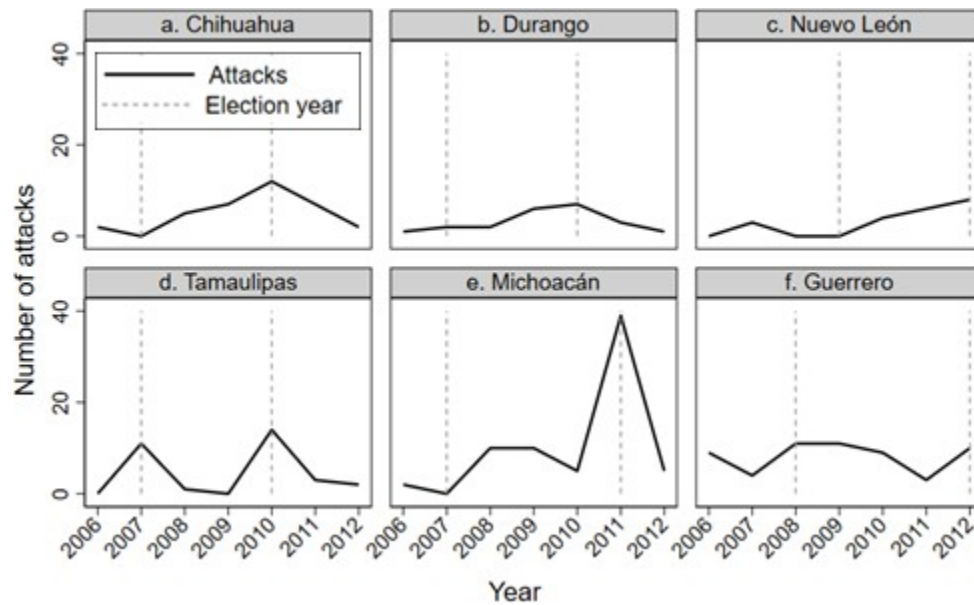 a. Chihuahua
b. Durango
c. Nuevo León
Attacks
Election year
40
20
0
Number of attacks
d. Tamaulipas
e. Michoacán
f. Guerrero
40
20
0
2006 2007 2008 2009 2010 2011 2012
2006 2007 2008 2009 2010 2011 2012
2006 2007 2008 2009 2010 2011 2012
Year